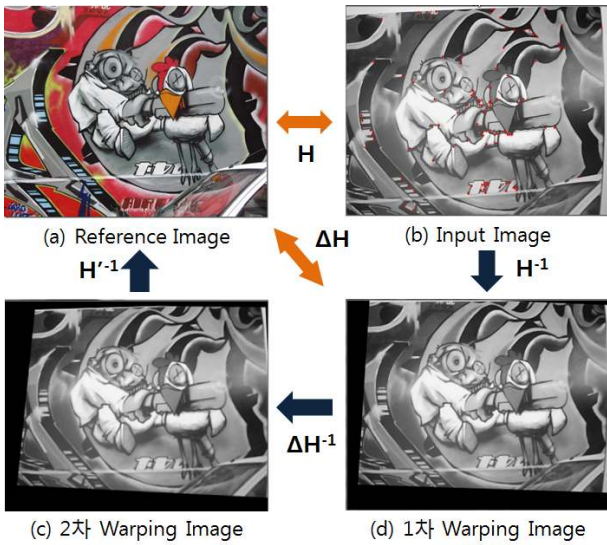 H
(a) Reference Image
ΔH
(b) Input Image
H′⁻¹
H⁻¹
ΔH⁻¹
(c) 2차 Warping Image
(d) 1차 Warping Image